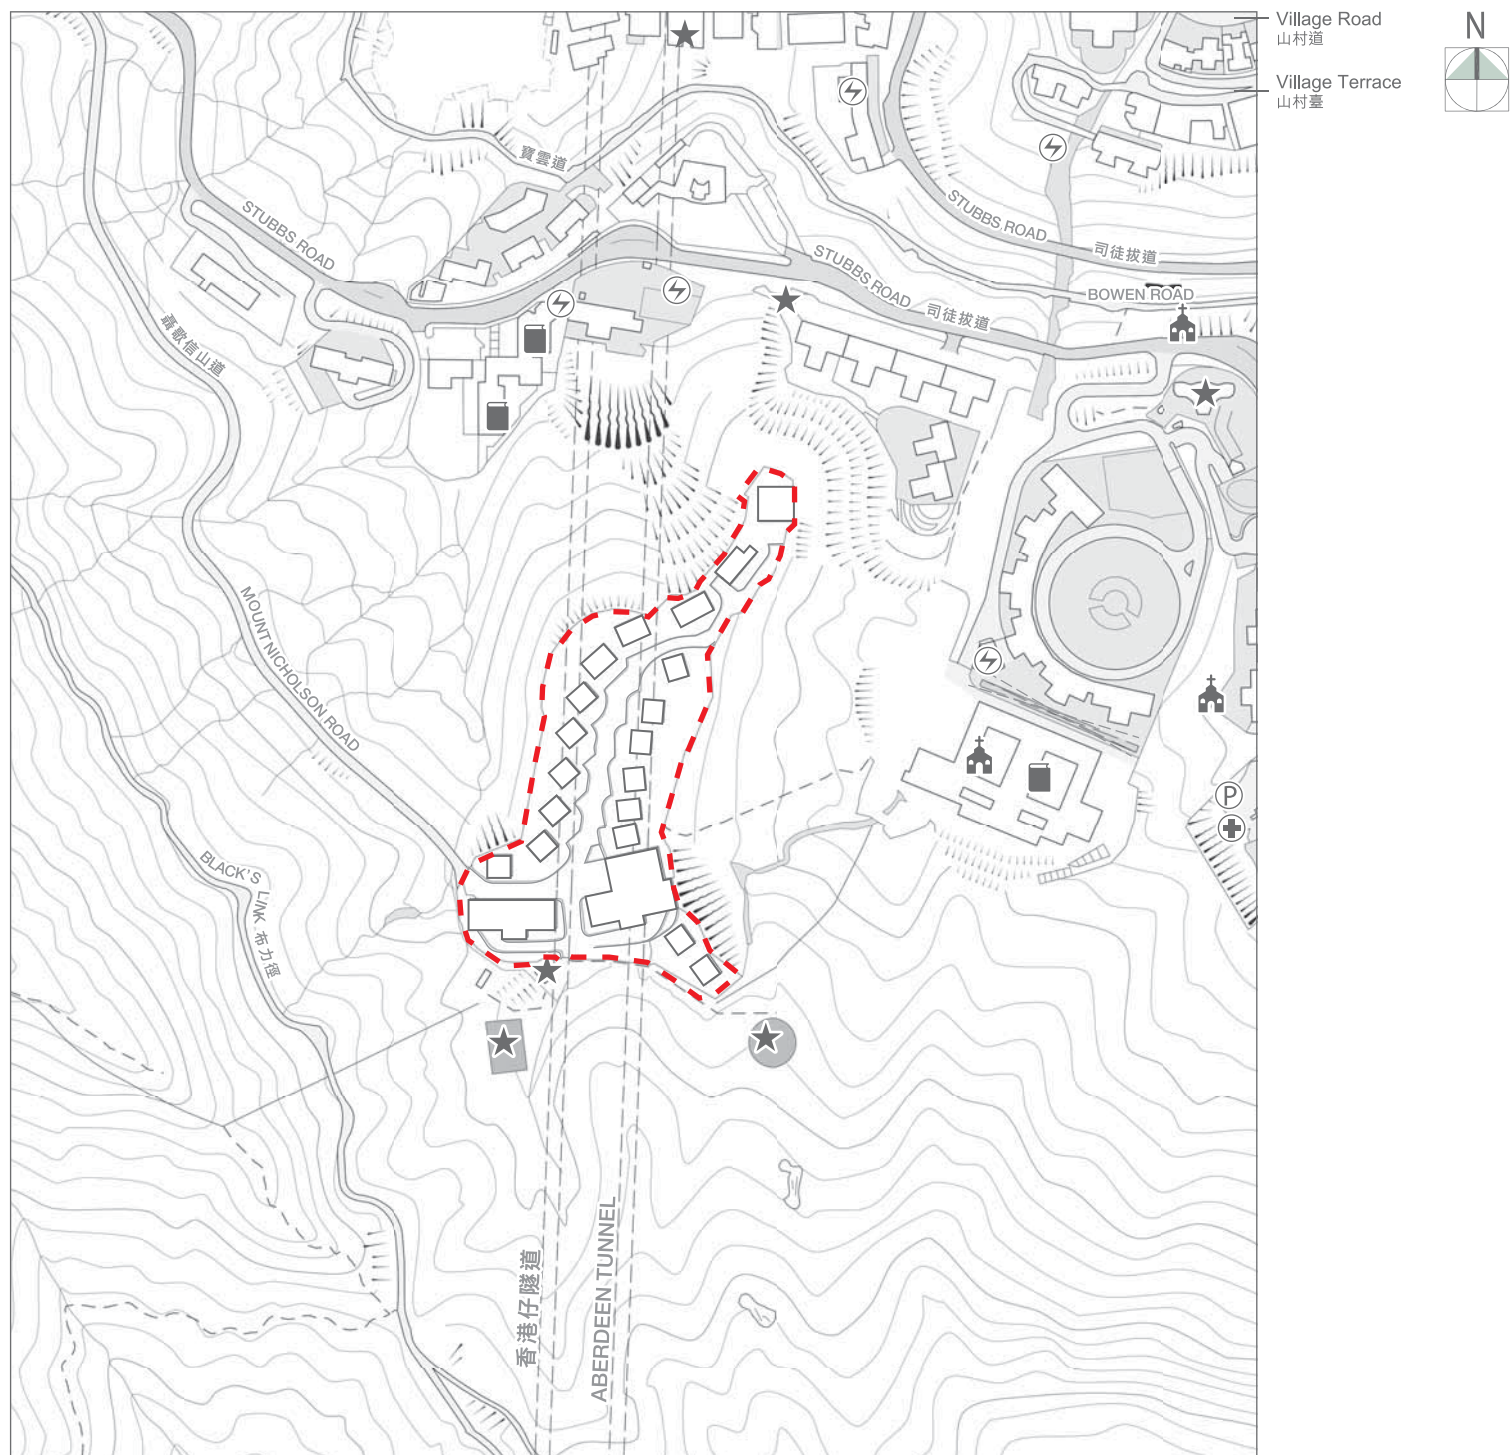 Village Road
山村道
N
Village Terrace
山村臺
寶雲道
STUBBS ROAD
STUBBS ROAD
司徒拔道
STUBBS ROAD
司徒拔道
BOWEN ROAD
聶歌信山道
MOUNT NICHOLSON ROAD
P
BLACK'S LINK 布力徑
香港仔隧道
ABERDEEN TUNNEL